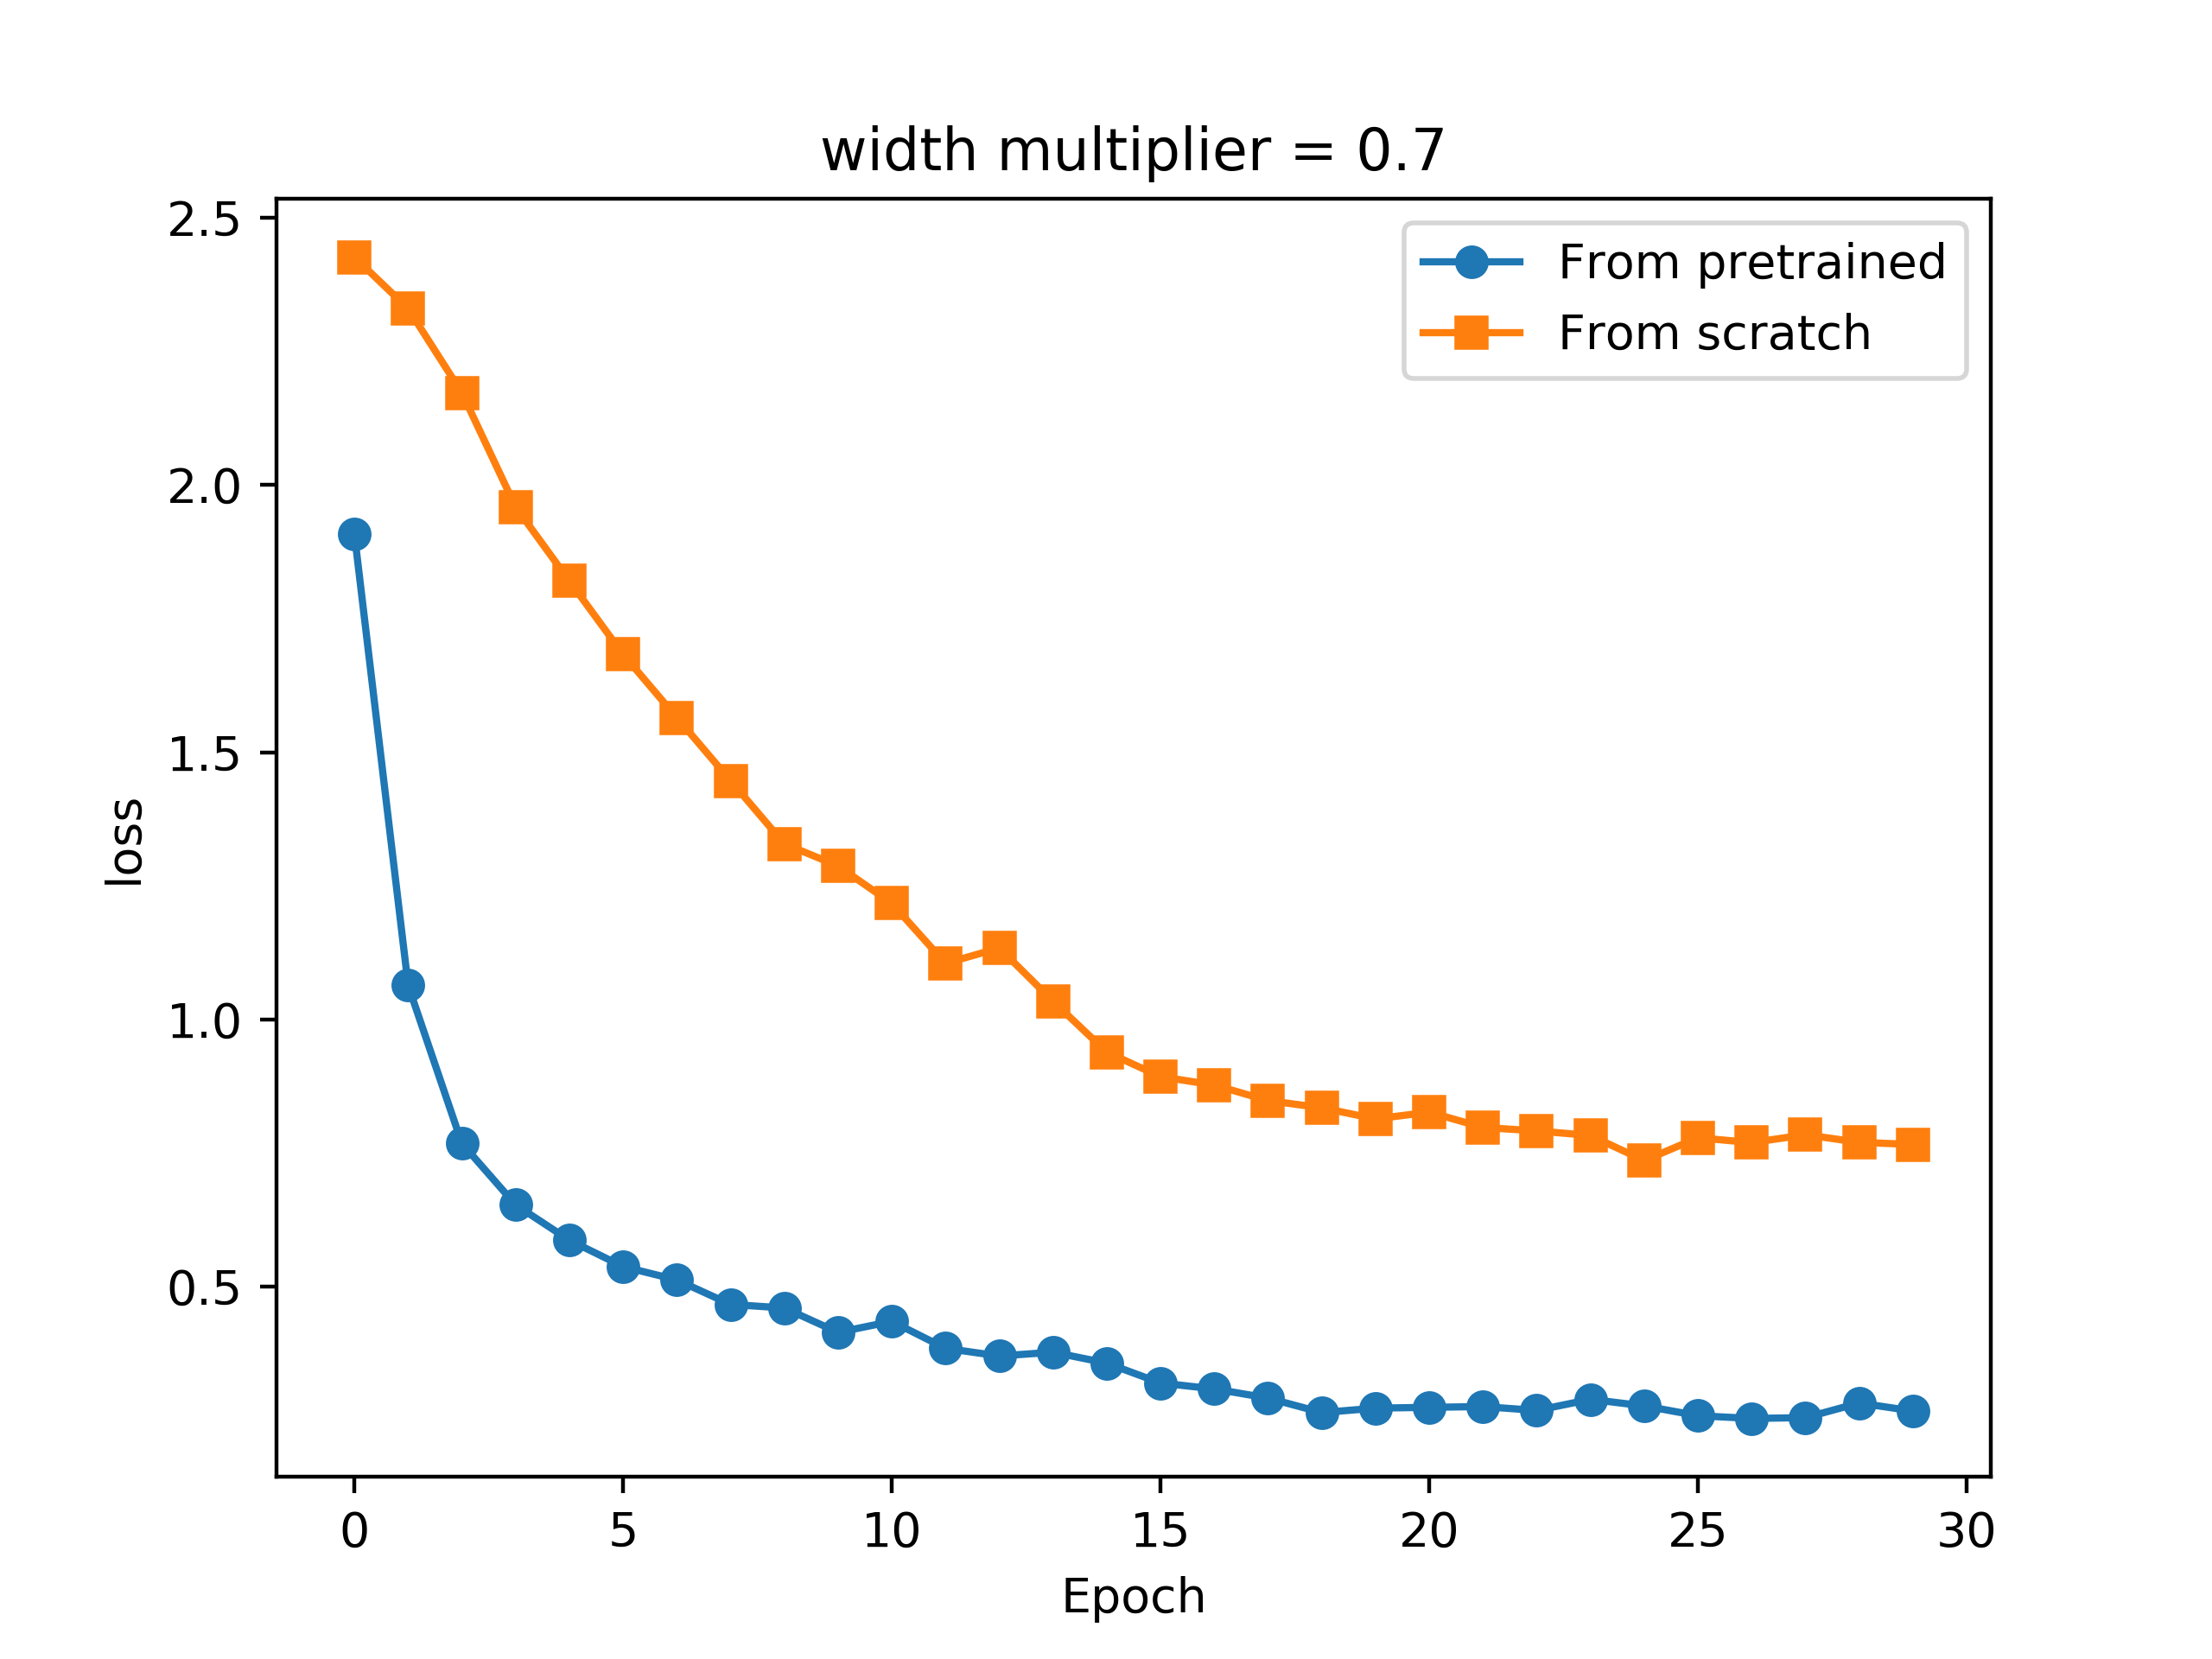 width multiplier = 0.7
From pretrained
From scratch
2.5
2.0
1.5
1.0
0.5
loss
0 5 10 15 20 25 30
Epoch